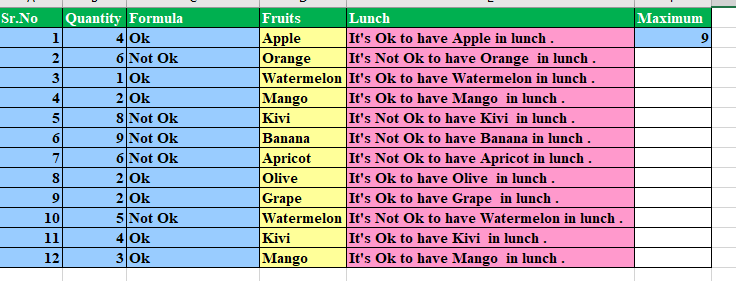 Sr.No Quantity Formula Fruits Lunch Maximum
1 4 Ok Apple It's Ok to have Apple in lunch . 9
2 6 Not Ok Orange It's Not Ok to have Orange  in lunch .
3 1 Ok Watermelon It's Ok to have Watermelon in lunch .
4 2 Ok Mango It's Ok to have Mango  in lunch .
5 8 Not Ok Kivi It's Not Ok to have Kivi  in lunch .
6 9 Not Ok Banana It's Not Ok to have Banana in lunch .
7 6 Not Ok Apricot It's Not Ok to have Apricot in lunch .
8 2 Ok Olive It's Ok to have Olive  in lunch .
9 2 Ok Grape It's Ok to have Grape  in lunch .
10 5 Not Ok Watermelon It's Not Ok to have Watermelon in lunch .
11 4 Ok Kivi It's Ok to have Kivi  in lunch .
12 3 Ok Mango It's Ok to have Mango  in lunch .